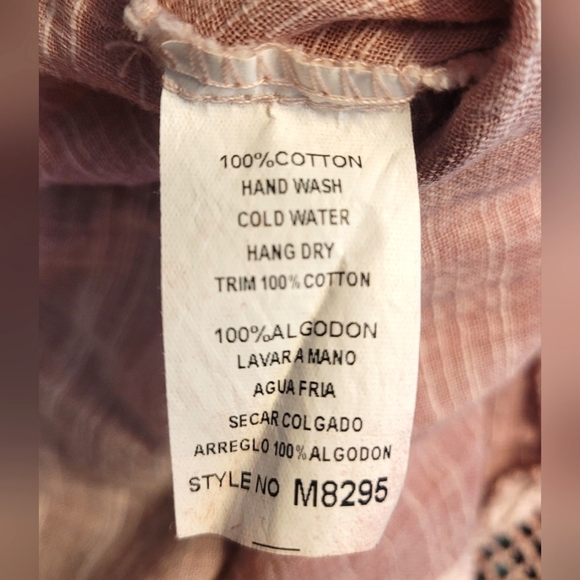 100%COTTON
HAND WASH
COLD WATER
HANG DRY
TRIM 100% COTTON
100%ALGODON
LAVAR A MANO
AGUA FRIA
SECAR COLGADO
ARREGLO 100% ALGODON
STYLE NO M8295